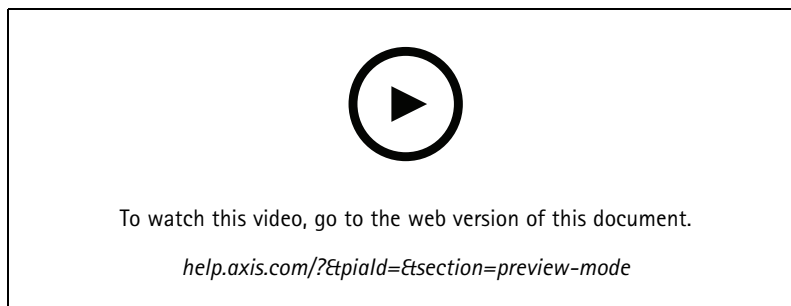 To watch this video, go to the web version of this document.
help.axis.com/?&piaId=&section=preview-mode